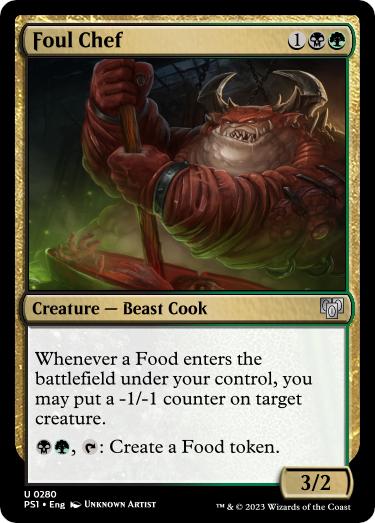 Foul Chef 1
Creature — Beast Cook
Whenever a Food enters the
battlefield under your control, you
may put a -1/-1 counter on target
creature.
, : Create a Food token.
3/2
U 0280
PS1 • Eng Unknown Artist
™ & © 2023 Wizards of the Coast